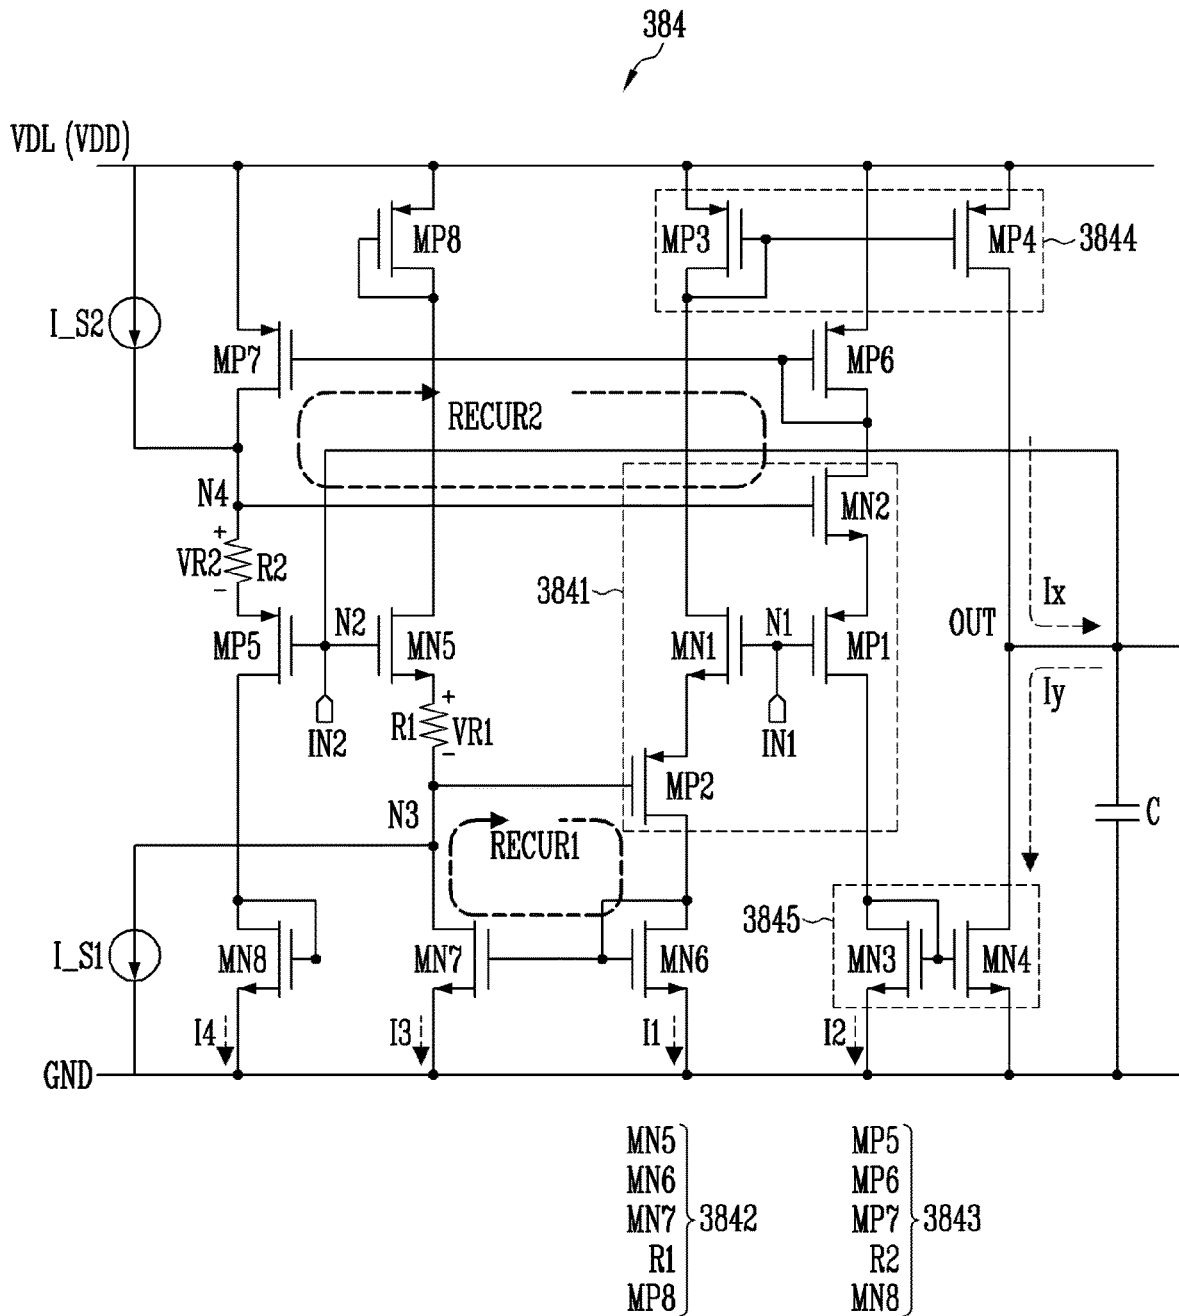 384
VDL (VDD)
MP8
MP3
MP4
3844
I_S2
MP7
MP6
RECUR2
N4
MN2
+
VR2
R2
-
3841
Ix
MP5
N2
MN5
MN1
N1
MP1
OUT
+
R1
VR1
-
Iy
IN2
IN1
MP2
N3
C
RECUR1
3845
I_S1
MN8
MN7
MN6
MN3
MN4
I4
I3
I1
I2
GND
MN5
MN6
MN7
R1
MP8
3842
MP5
MP6
MP7
R2
MN8
3843